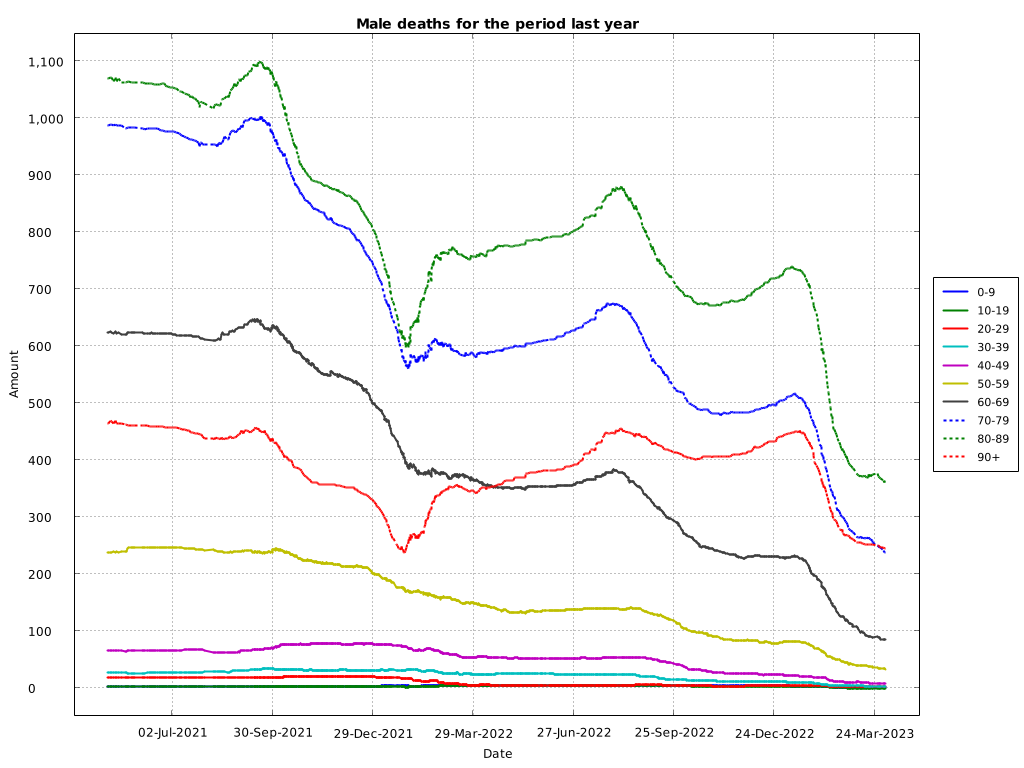 Male deaths for the period last year
1,100
1,000
900
800
700
600
500
400
300
200
100
0
Amount
02-Jul-2021
30-Sep-2021
29-Dec-2021
29-Mar-2022
27-Jun-2022
25-Sep-2022
24-Dec-2022
24-Mar-2023
Date
0-9
10-19
20-29
30-39
40-49
50-59
60-69
70-79
80-89
90+